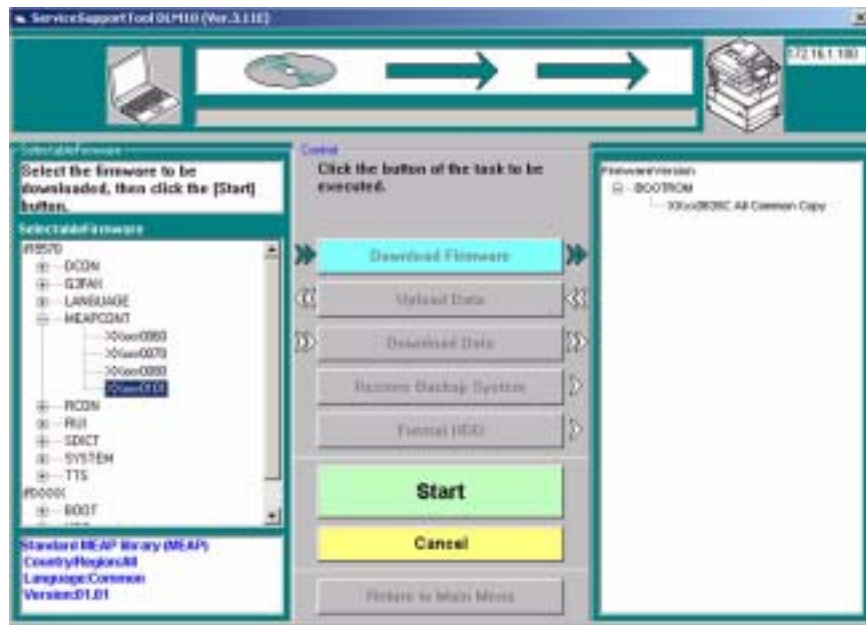 ServiceSupportTool DLM10 (Ver.3.11E)
172.16.1.100
SelectableFirmware
Select the firmware to be
downloaded, then click the [Start]
button.
SelectableFirmware
DCON
G3FAX
LANGUAGE
MEAPCONT
RCON
RUI
SDICT
SYSTEM
TTS
BOOT
Standard MEAP library (MEAP)
Country/Region:All
Language:Common
Version:01.01
Control
Click the button of the task to be
executed.
Download Firmware
Upload Data
Download Data
Restore Backup System
Format HDD
Start
Cancel
Return to Main Menu
FirmwareVersion
BOOTROM
All Common Copy